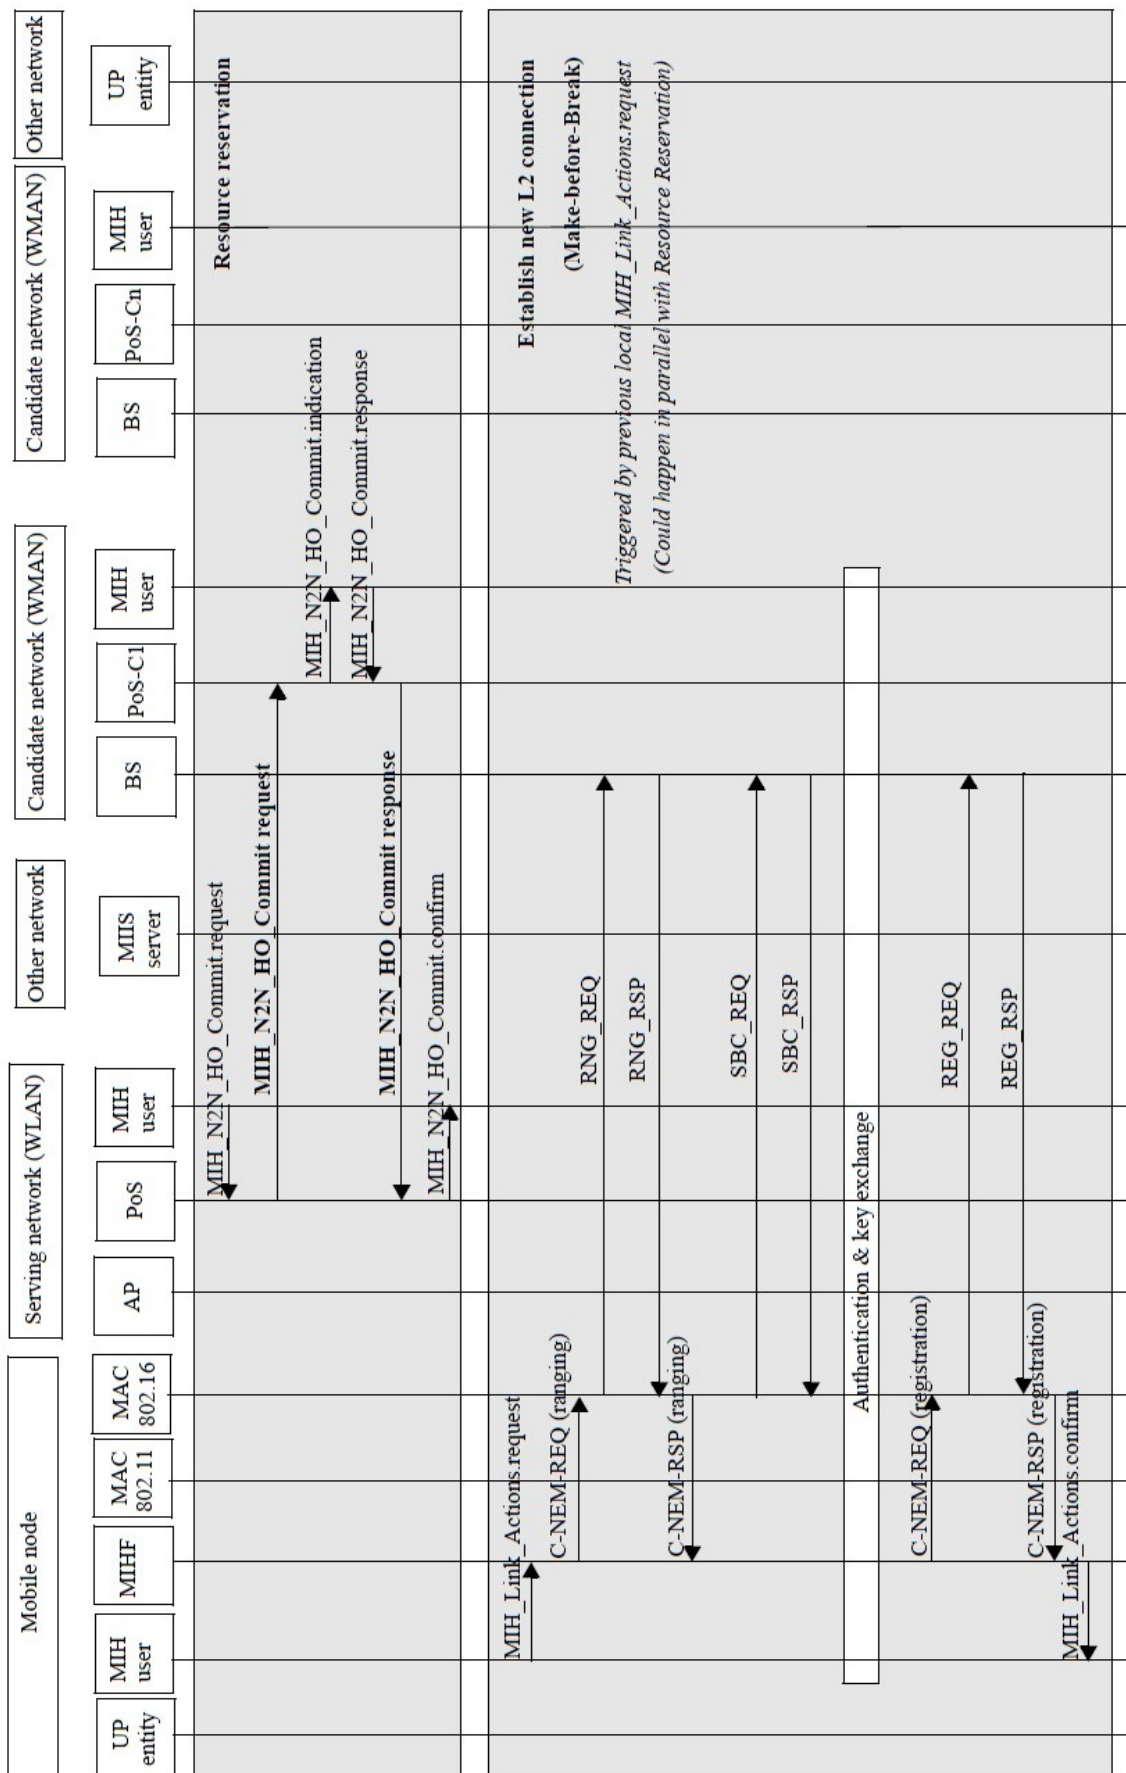 Mobile node
Serving network (WLAN)
Other network
Candidate network (WMAN)
Candidate network (WMAN)
Other network
UP
entity
MIH
user
MIHF
MAC
802.11
MAC
802.16
AP
PoS
MIH
user
MIIS
server
BS
PoS-C1
MIH
user
BS
PoS-Cn
MIH
user
UP
entity
Resource reservation
MIH_N2N_HO_Commit.request
MIH_N2N_HO_Commit request
MIH_N2N_HO_Commit.indication
MIH_N2N_HO_Commit.response
MIH_N2N_HO_Commit response
MIH_N2N_HO_Commit.confirm
Establish new L2 connection
(Make-before-Break)
Triggered by previous local MIH_Link_Actions.request
(Could happen in parallel with Resource Reservation)
MIH_Link_Actions.request
C-NEM-REQ (ranging)
RNG_REQ
RNG_RSP
C-NEM-RSP (ranging)
SBC_REQ
SBC_RSP
Authentication & key exchange
C-NEM-REQ (registration)
REG_REQ
REG_RSP
C-NEM-RSP (registration)
MIH_Link_Actions.confirm